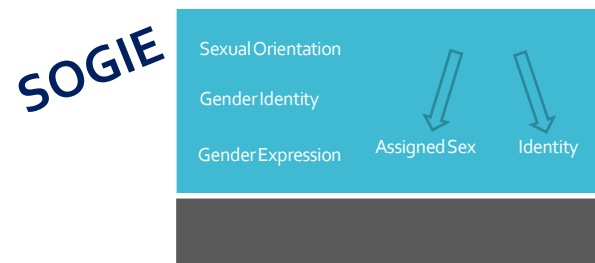 SOGIE
Sexual Orientation
Gender Identity
Gender Expression
Assigned Sex
Identity